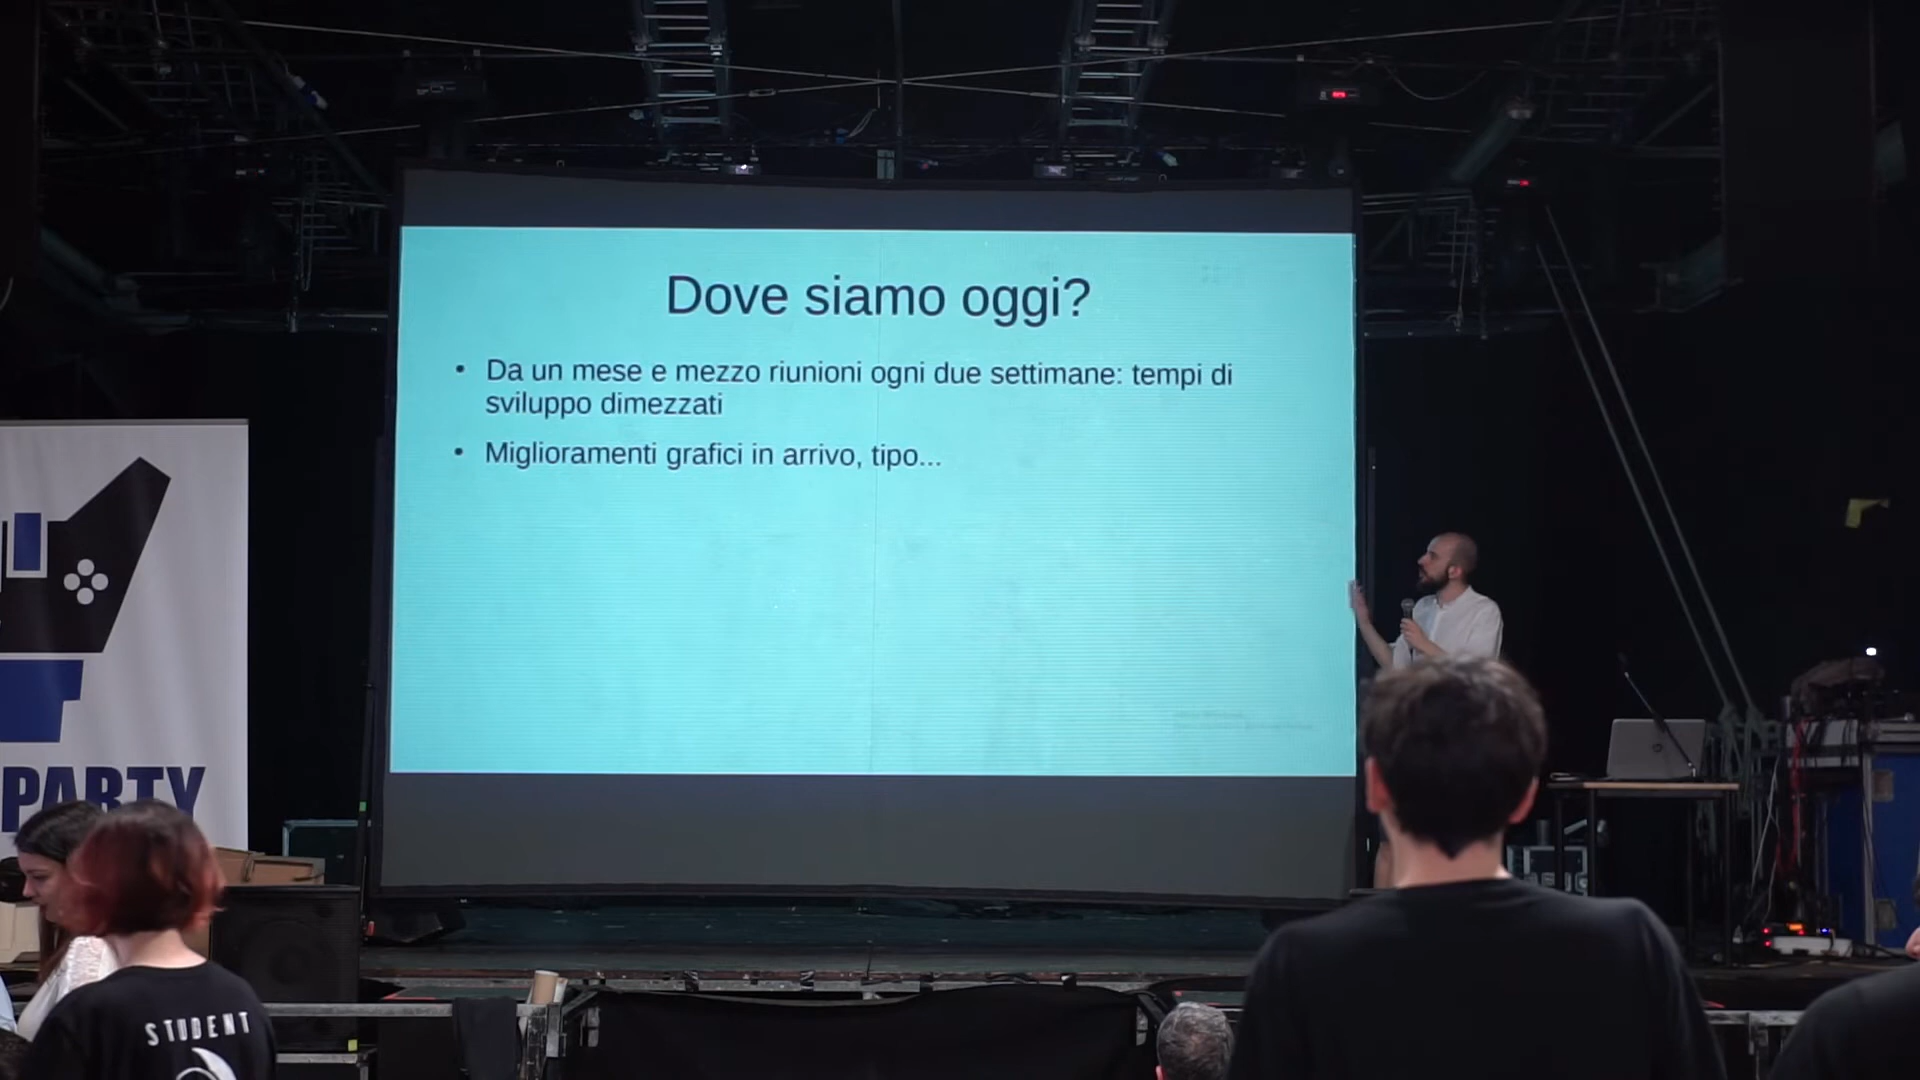 Dove siamo oggi?
• Da un mese e mezzo riunioni ogni due settimane: tempi di
sviluppo dimezzati
• Miglioramenti grafici in arrivo, tipo...
PARTY
STUDENT